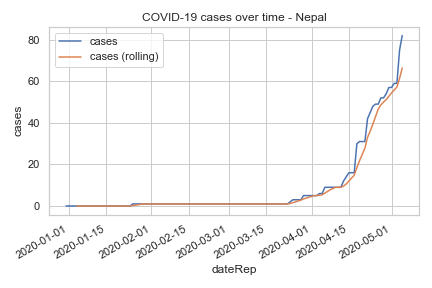 COVID-19 cases over time - Nepal
cases
cases (rolling)
80
60
40
20
0
cases
2020-01-01
2020-01-15
2020-02-01
2020-02-15
2020-03-01
2020-03-15
2020-04-01
2020-04-15
2020-05-01
dateRep